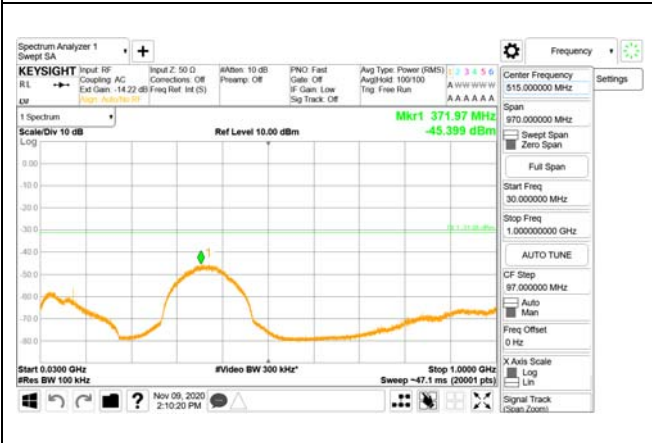 Spectrum Analyzer 1
Swept SA
Frequency
KEYSIGHT
Input: RF
Coupling: AC
Ext Gain: -14.22 dB
Align: Auto/No RF
Input Z: 50 Ω
Corrections: Off
Freq Ref: Int (S)
#Atten: 10 dB
Preamp: Off
PNO: Fast
Gate: Off
IF Gain: Low
Sig Track: Off
Avg Type: Power (RMS)
Avg|Hold: 100/100
Trig: Free Run
1 2 3 4 5 6
A W W W W W
A A A A A A
RL
1 Spectrum
Scale/Div 10 dB
Log
Ref Level 10.00 dBm
Mkr1 371.97 MHz
-45.399 dBm
0.00
-10.0
-20.0
-30.0
-40.0
-50.0
-60.0
-70.0
-80.0
1
Start 0.0300 GHz
#Res BW 100 kHz
#Video BW 300 kHz*
Stop 1.0000 GHz
Sweep ~47.1 ms (20001 pts)
Nov 09, 2020
2:10:20 PM
Center Frequency
515.000000 MHz
Settings
Span
970.000000 MHz
Swept Span
Zero Span
Full Span
Start Freq
30.000000 MHz
Stop Freq
1.000000000 GHz
AUTO TUNE
CF Step
97.000000 MHz
Auto
Man
Freq Offset
0 Hz
X Axis Scale
Log
Lin
Signal Track
(Span Zoom)